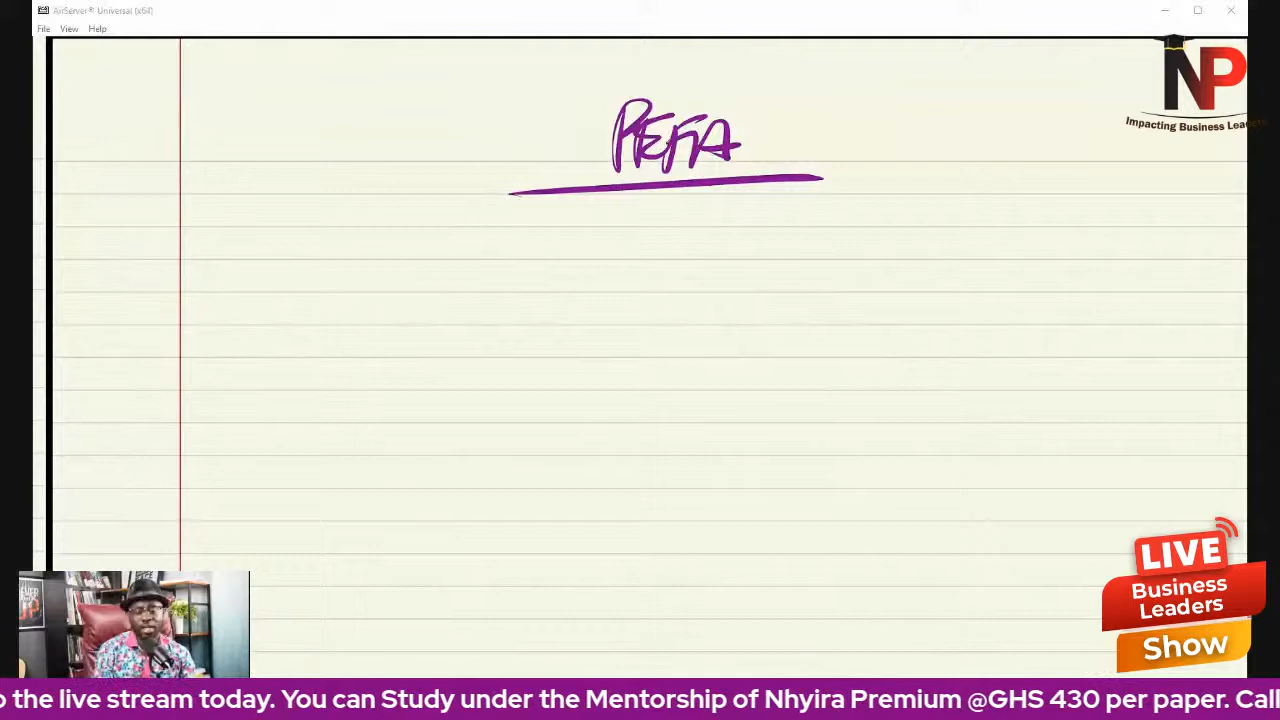 AirServer® Universal (x64)
File View Help
NP
Impacting Business Leaders
PEFA
LIVE
Business
Leaders
Show
o the live stream today. You can Study under the Mentorship of Nhyira Premium @GHS 430 per paper. Call